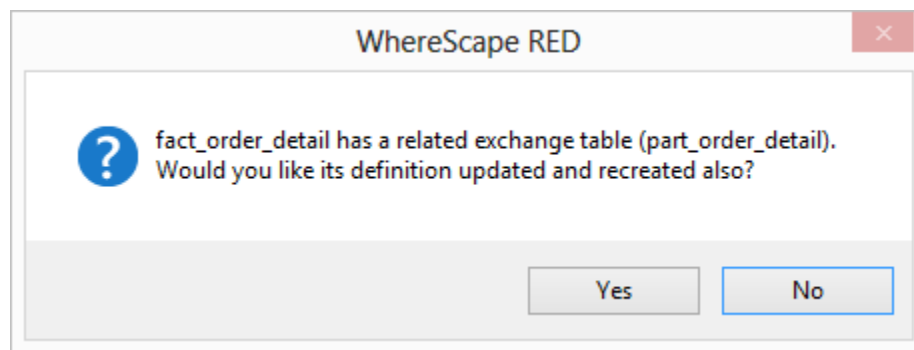 WhereScape RED
fact_order_detail has a related exchange table (part_order_detail).
Would you like its definition updated and recreated also?
Yes
No